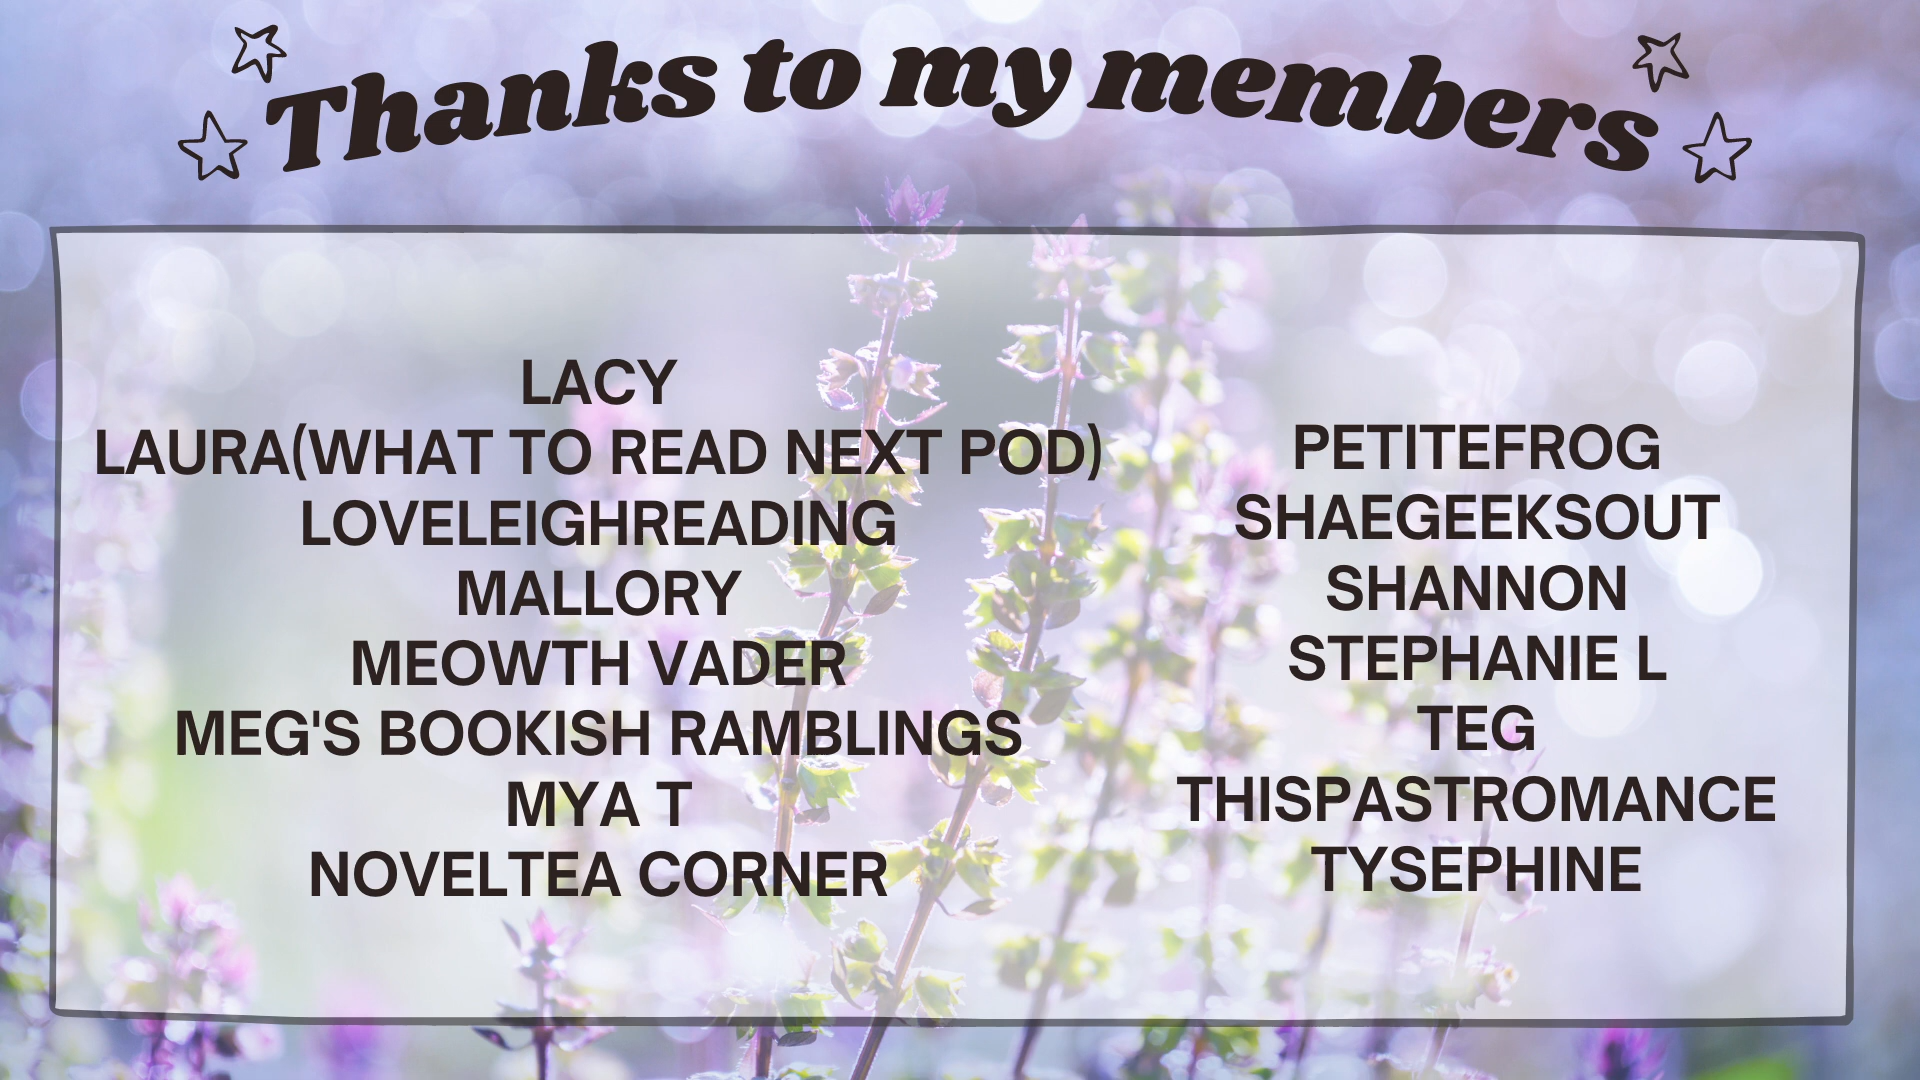 Thanks to my members
LACY
LAURA(WHAT TO READ NEXT POD)
LOVELEIGHREADING
MALLORY
MEOWTH VADER
MEG'S BOOKISH RAMBLINGS
MYA T
NOVELTEA CORNER
PETITEFROG
SHAEGEEKSOUT
SHANNON
STEPHANIE L
TEG
THISPASTROMANCE
TYSEPHINE